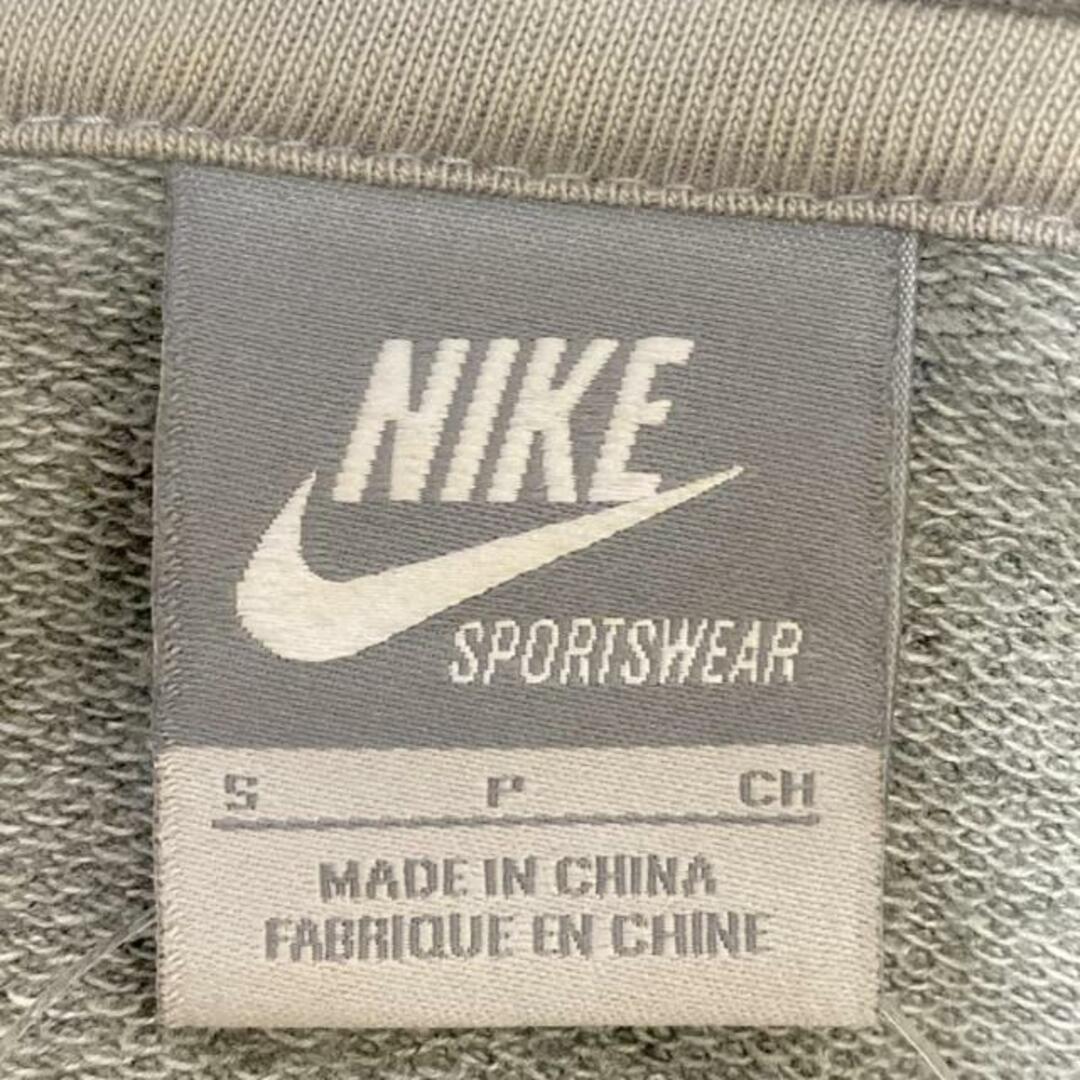 NIKE
SPORTSWEAR
S P CH
MADE IN CHINA
FABRIQUE EN CHINE